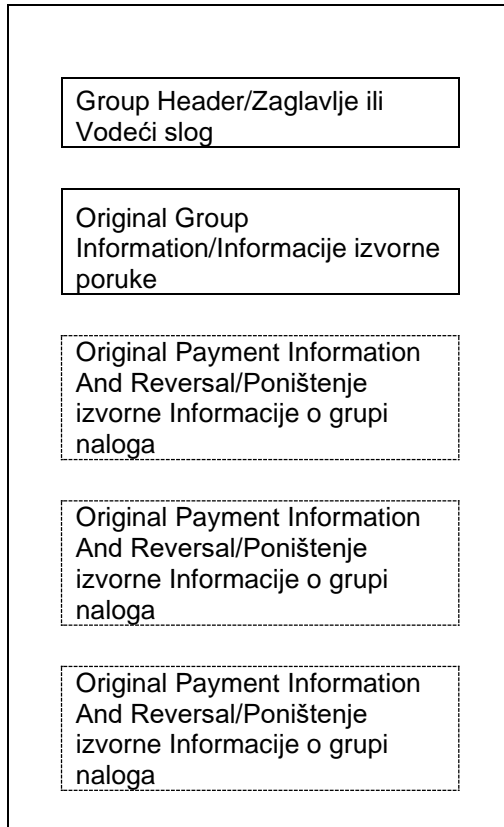 Group Header/Zaglavlje ili
Vodeći slog
Original Group
Information/Informacije izvorne
poruke
Original Payment Information
And Reversal/Poništenje
izvorne Informacije o grupi
naloga
Original Payment Information
And Reversal/Poništenje
izvorne Informacije o grupi
naloga
Original Payment Information
And Reversal/Poništenje
izvorne Informacije o grupi
naloga